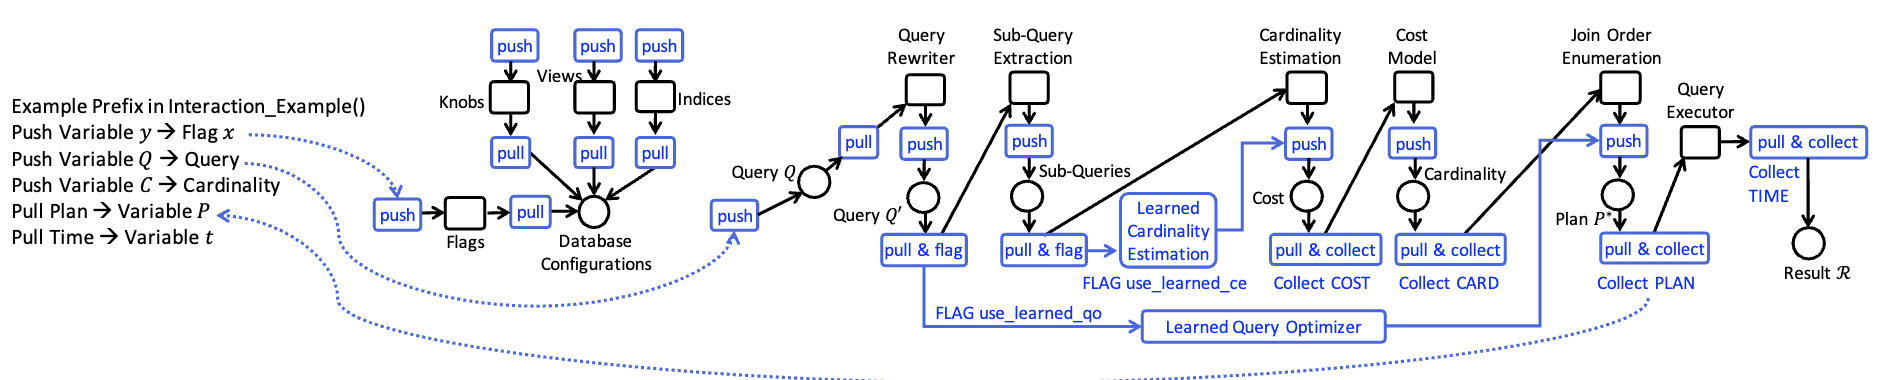 Example Prefix in Interaction_Example()
Push Variable y → Flag x
Push Variable Q → Query
Push Variable C → Cardinality
Pull Plan → Variable P
Pull Time → Variable t
push
Flags
pull
push
push
push
Knobs
Views
Indices
pull
pull
pull
Database
Configurations
push
Query Q
pull
Query
Rewriter
push
Query Q′
pull & flag
Sub-Query
Extraction
push
Sub-Queries
pull & flag
FLAG use_learned_ce
Learned
Cardinality
Estimation
FLAG use_learned_qo
Learned Query Optimizer
Cardinality
Estimation
push
Cost
pull & collect
Collect COST
Cost
Model
push
Cardinality
pull & collect
Collect CARD
Join Order
Enumeration
push
Plan P*
pull & collect
Collect PLAN
Query
Executor
pull & collect
Collect
TIME
Result ℛ